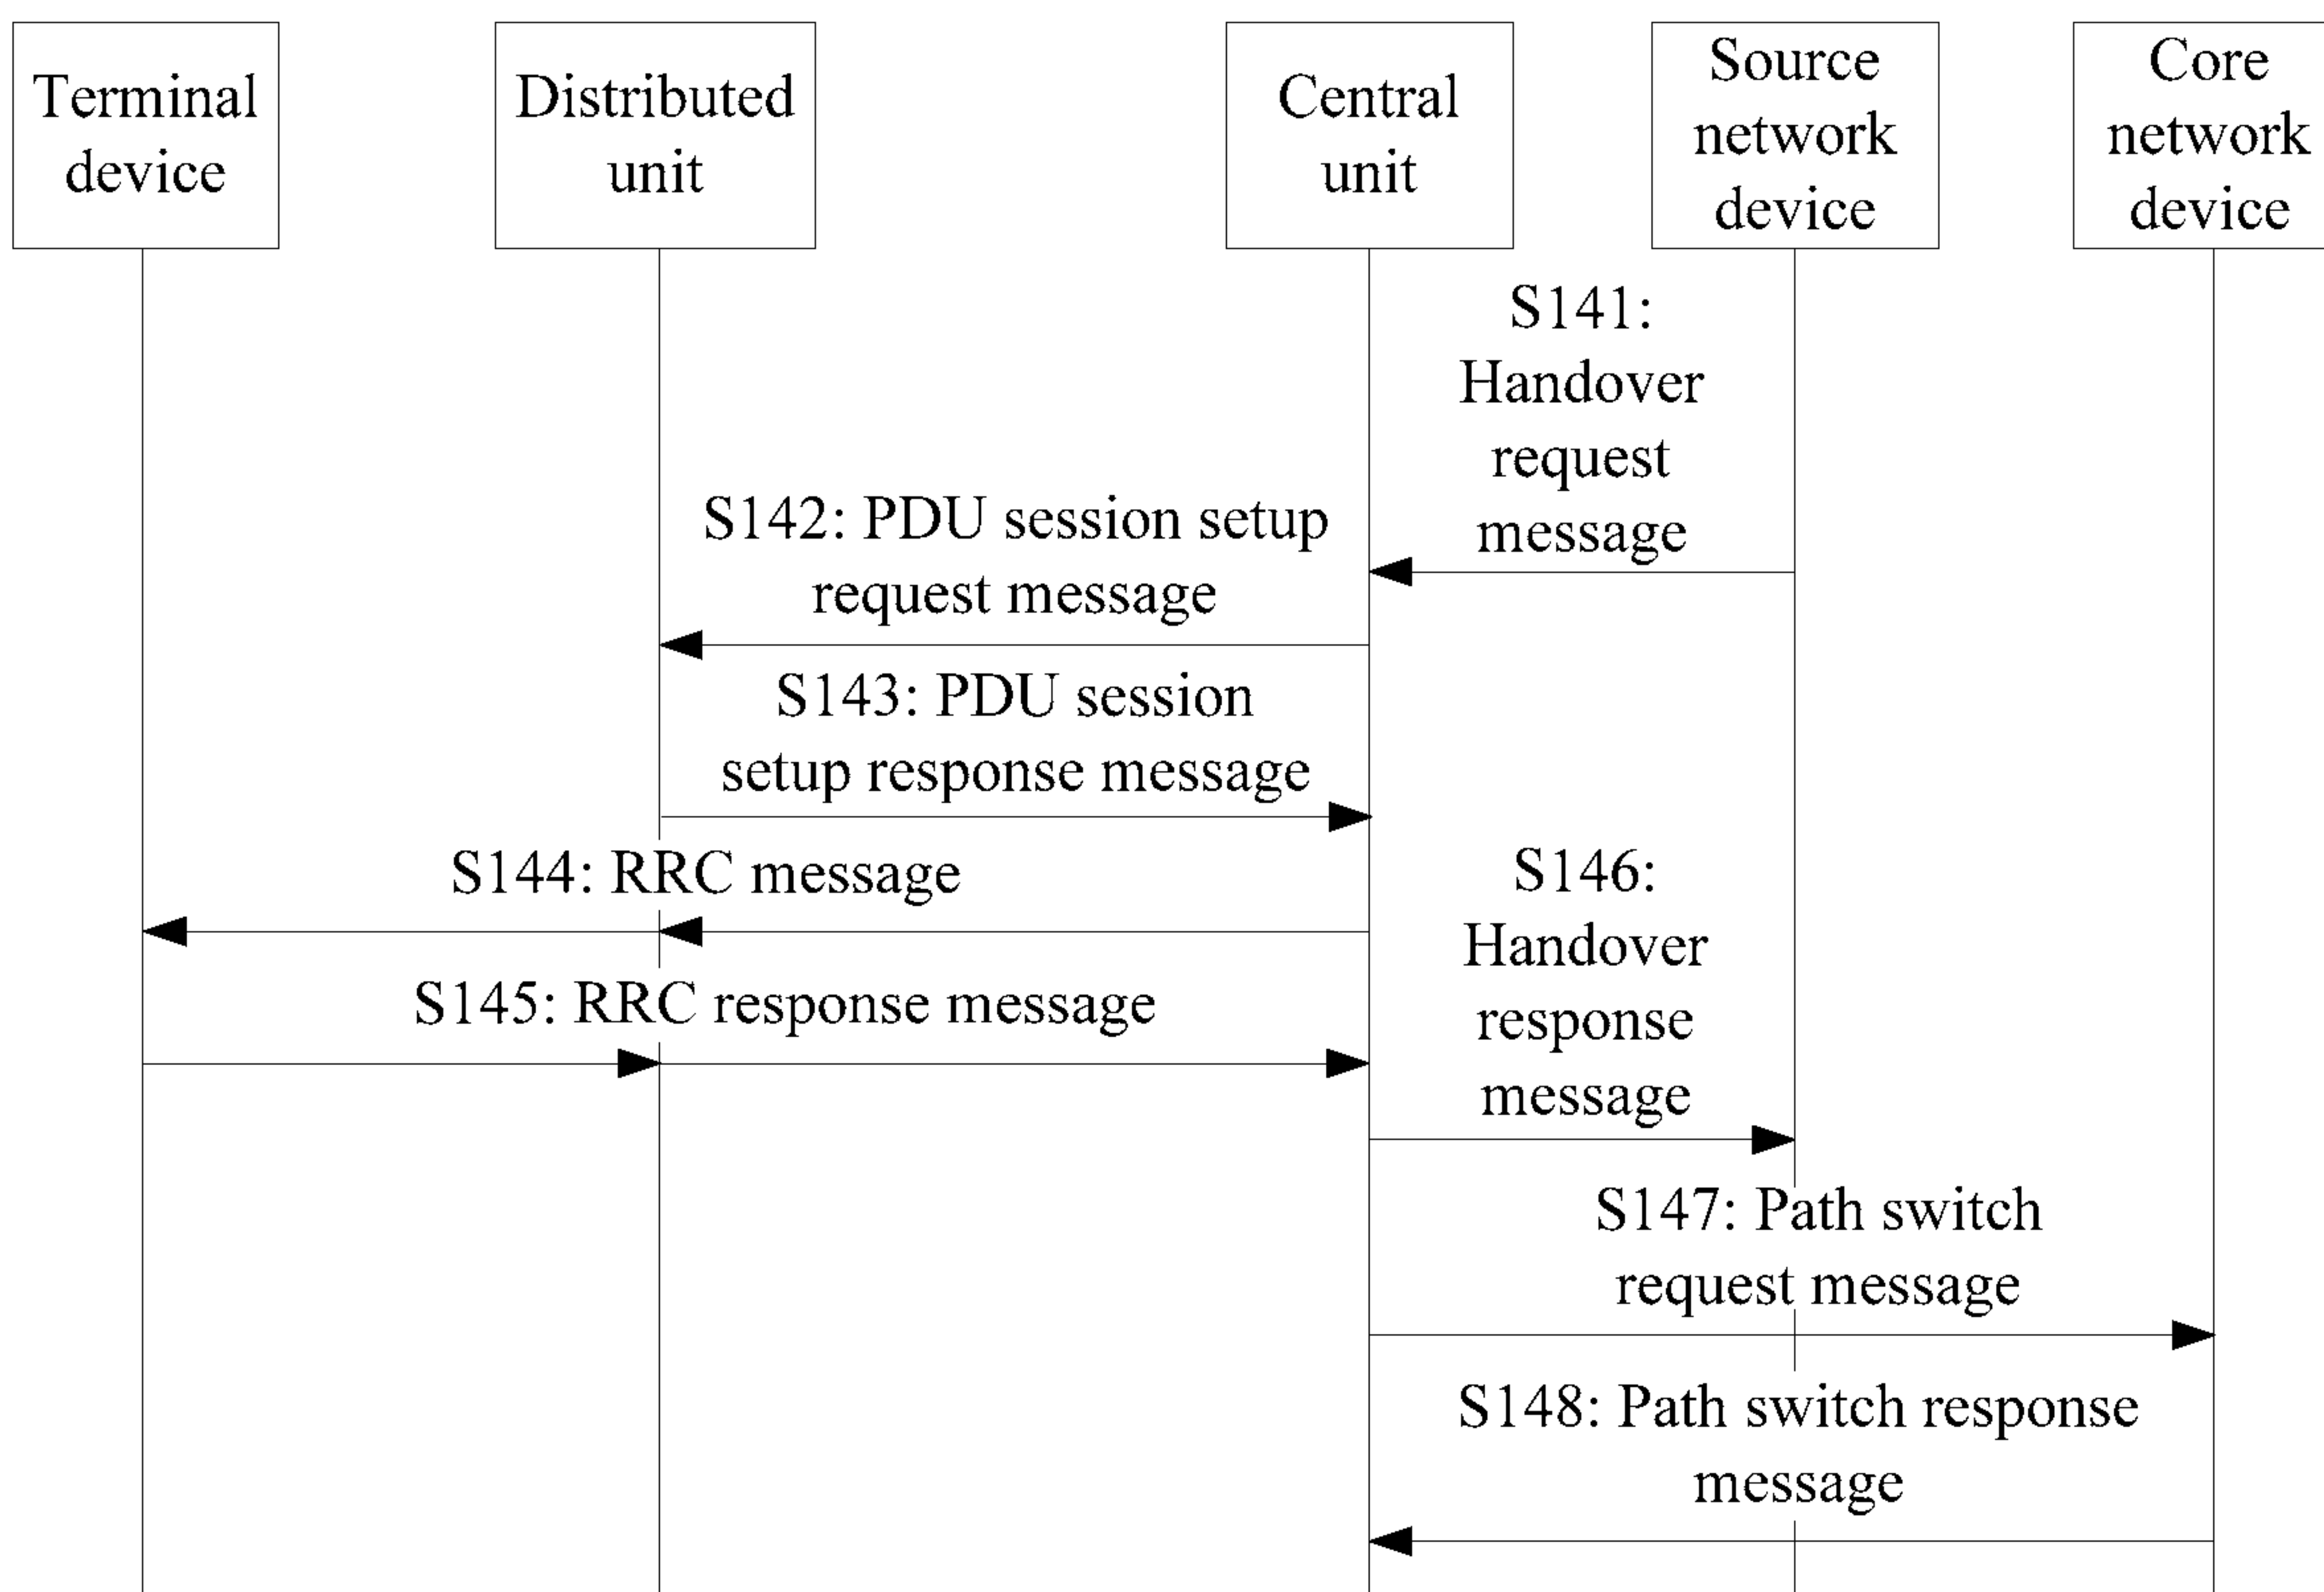 Terminal
device
Distributed
unit
Central
unit
Source
network
device
Core
network
device
S141:
Handover
request
message
S142: PDU session setup
request message
S143: PDU session
setup response message
S144: RRC message
S145: RRC response message
S146:
Handover
response
message
S147: Path switch
request message
S148: Path switch response
message